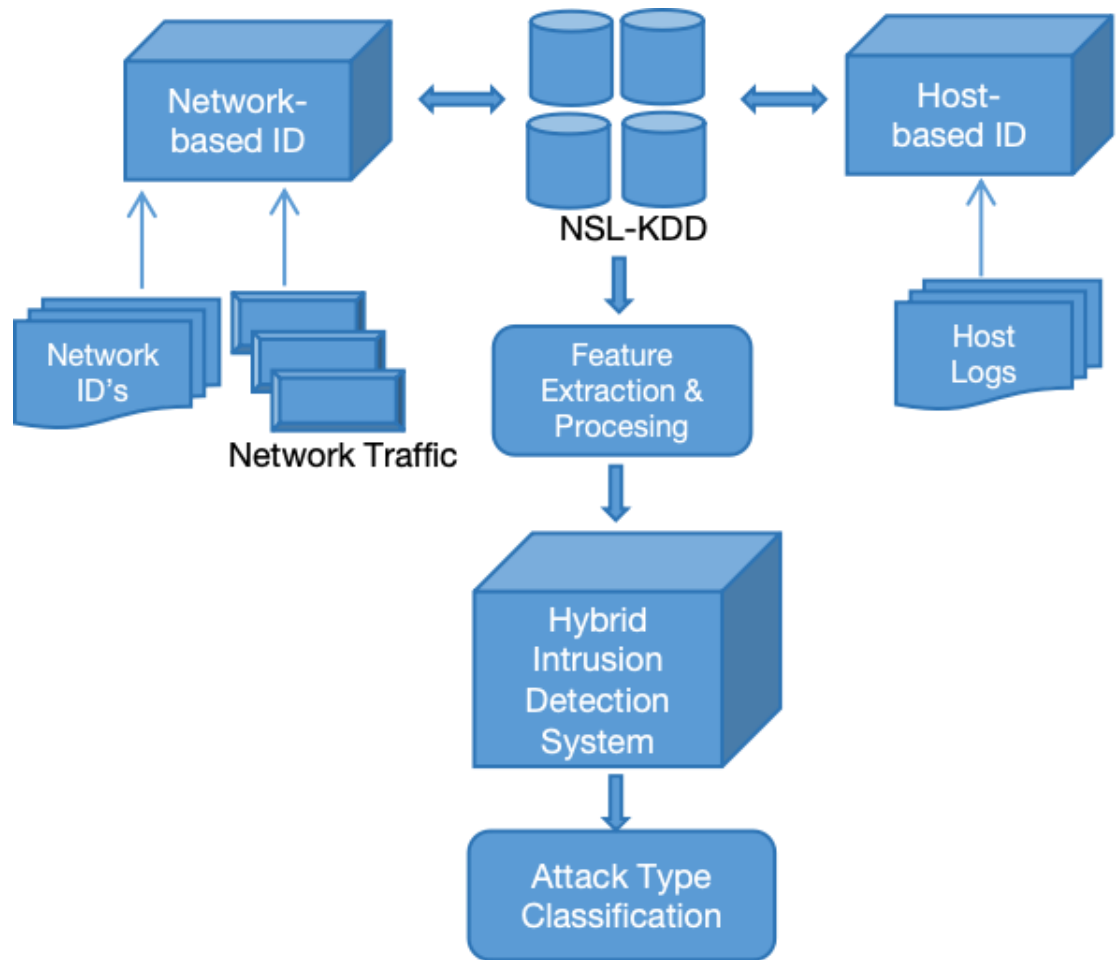 Network-
based ID
NSL-KDD
Host-
based ID
Network
ID's
Network Traffic
Host
Logs
Feature
Extraction &
Procesing
Hybrid
Intrusion
Detection
System
Attack Type
Classification